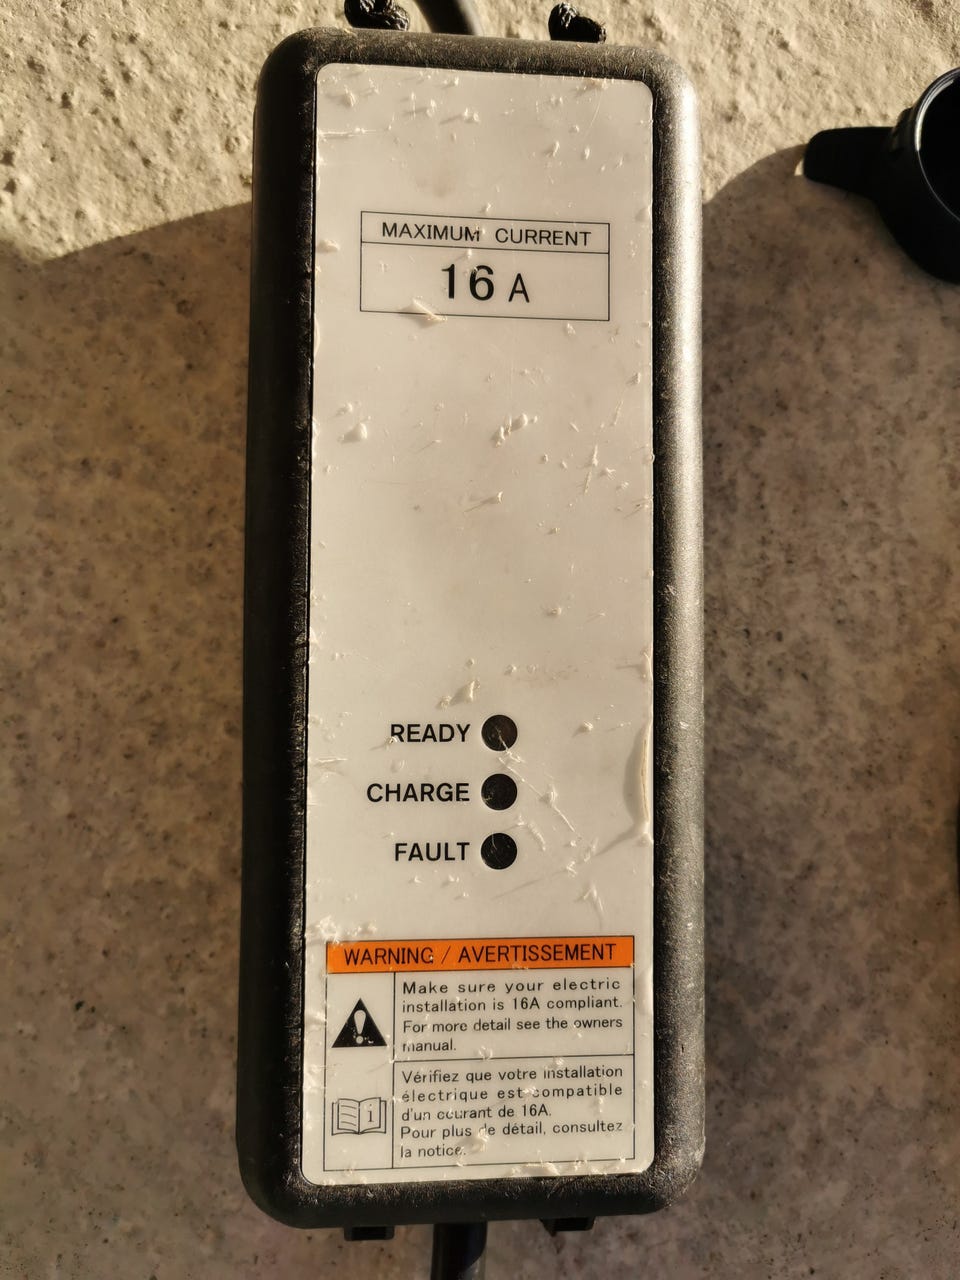 MAXIMUM CURRENT
16 A
READY
CHARGE
FAULT
WARNING / AVERTISSEMENT
Make sure your electric
installation is 16A compliant.
For more detail see the owners
manual.
Vérifiez que votre installation
électrique est compatible
d'un courant de 16A.
Pour plus de détail, consultez
la notice.